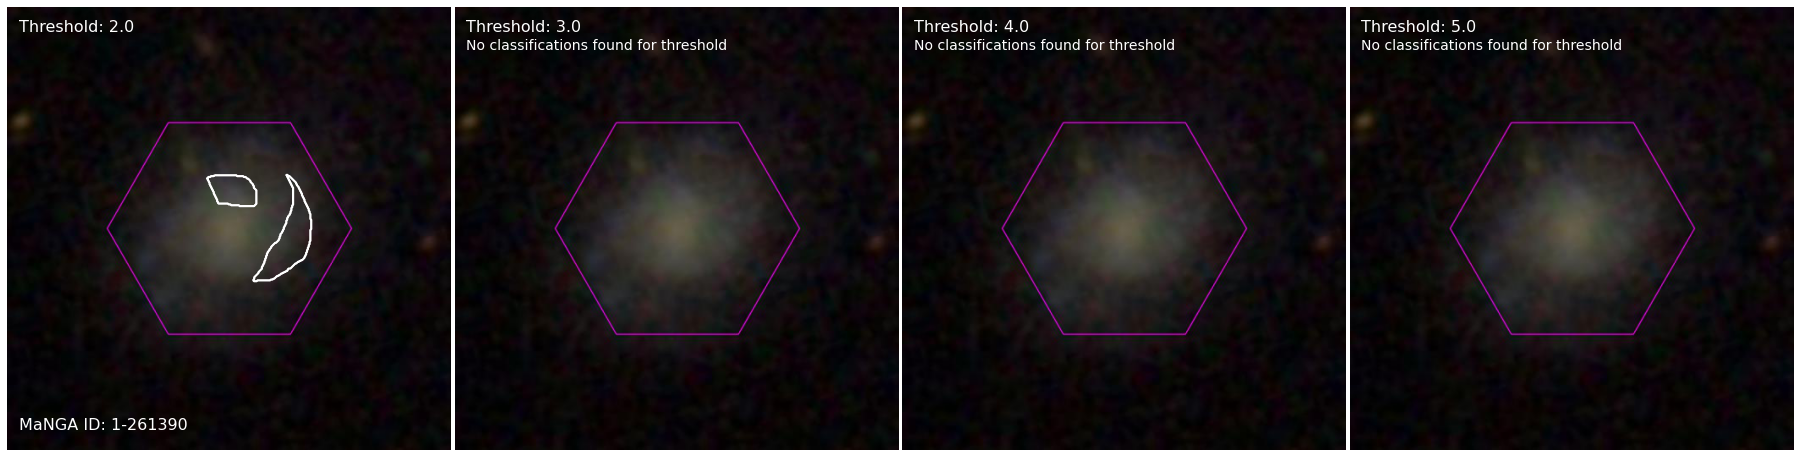 Threshold: 2.0
Threshold: 3.0
No classifications found for threshold
Threshold: 4.0
No classifications found for threshold
Threshold: 5.0
No classifications found for threshold
MaNGA ID: 1-261390